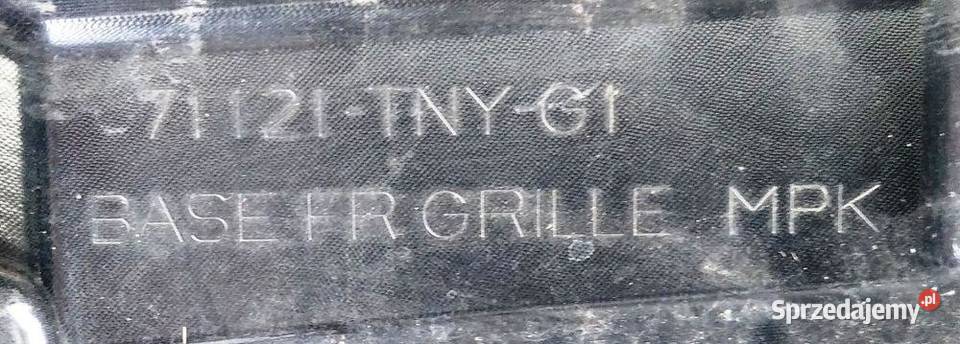 71121-TNY-G1
BASE FR GRILLE MPK
Sprzedajemy.pl